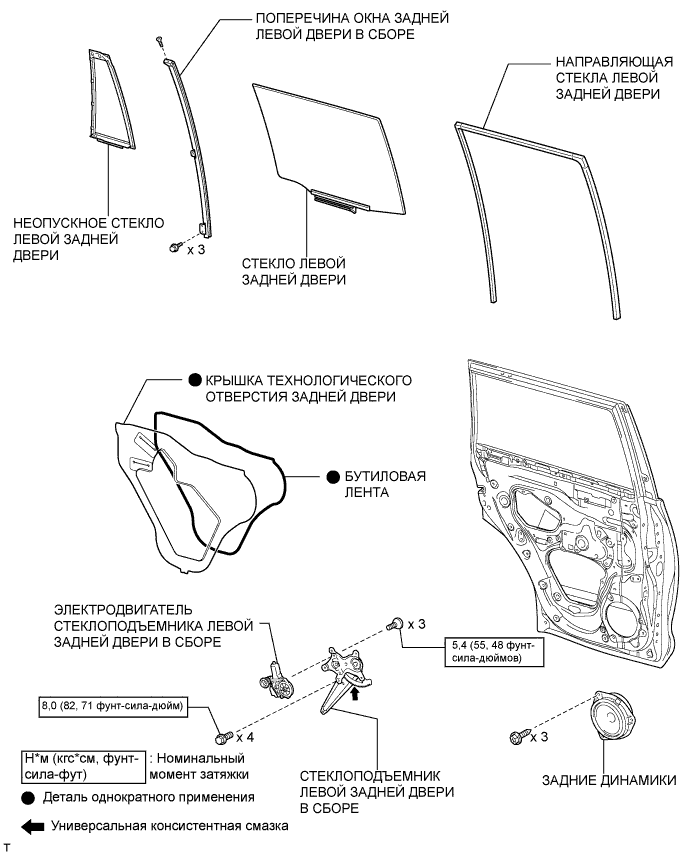 ПОПЕРЕЧИНА ОКНА ЗАДНЕЙ
ЛЕВОЙ ДВЕРИ В СБОРЕ
НАПРАВЛЯЮЩАЯ
СТЕКЛА ЛЕВОЙ
ЗАДНЕЙ ДВЕРИ
НЕОПУСКНОЕ СТЕКЛО
ЛЕВОЙ ЗАДНЕЙ
ДВЕРИ
x 3
СТЕКЛО ЛЕВОЙ
ЗАДНЕЙ ДВЕРИ
КРЫШКА ТЕХНОЛОГИЧЕСКОГО
ОТВЕРСТИЯ ЗАДНЕЙ ДВЕРИ
БУТИЛОВАЯ
ЛЕНТА
ЭЛЕКТРОДВИГАТЕЛЬ
СТЕКЛОПОДЪЕМНИКА ЛЕВОЙ
ЗАДНЕЙ ДВЕРИ В СБОРЕ
x 3
5,4 (55, 48 фунт-
сила-дюймов)
8,0 (82, 71 фунт-сила-дюйм)
x 4
x 3
СТЕКЛОПОДЪЕМНИК
ЛЕВОЙ ЗАДНЕЙ ДВЕРИ
В СБОРЕ
ЗАДНИЕ ДИНАМИКИ
Н*м (кгс*см, фунт-
сила-фут)
: Номинальный
момент затяжки
Деталь однократного применения
Универсальная консистентная смазка
T